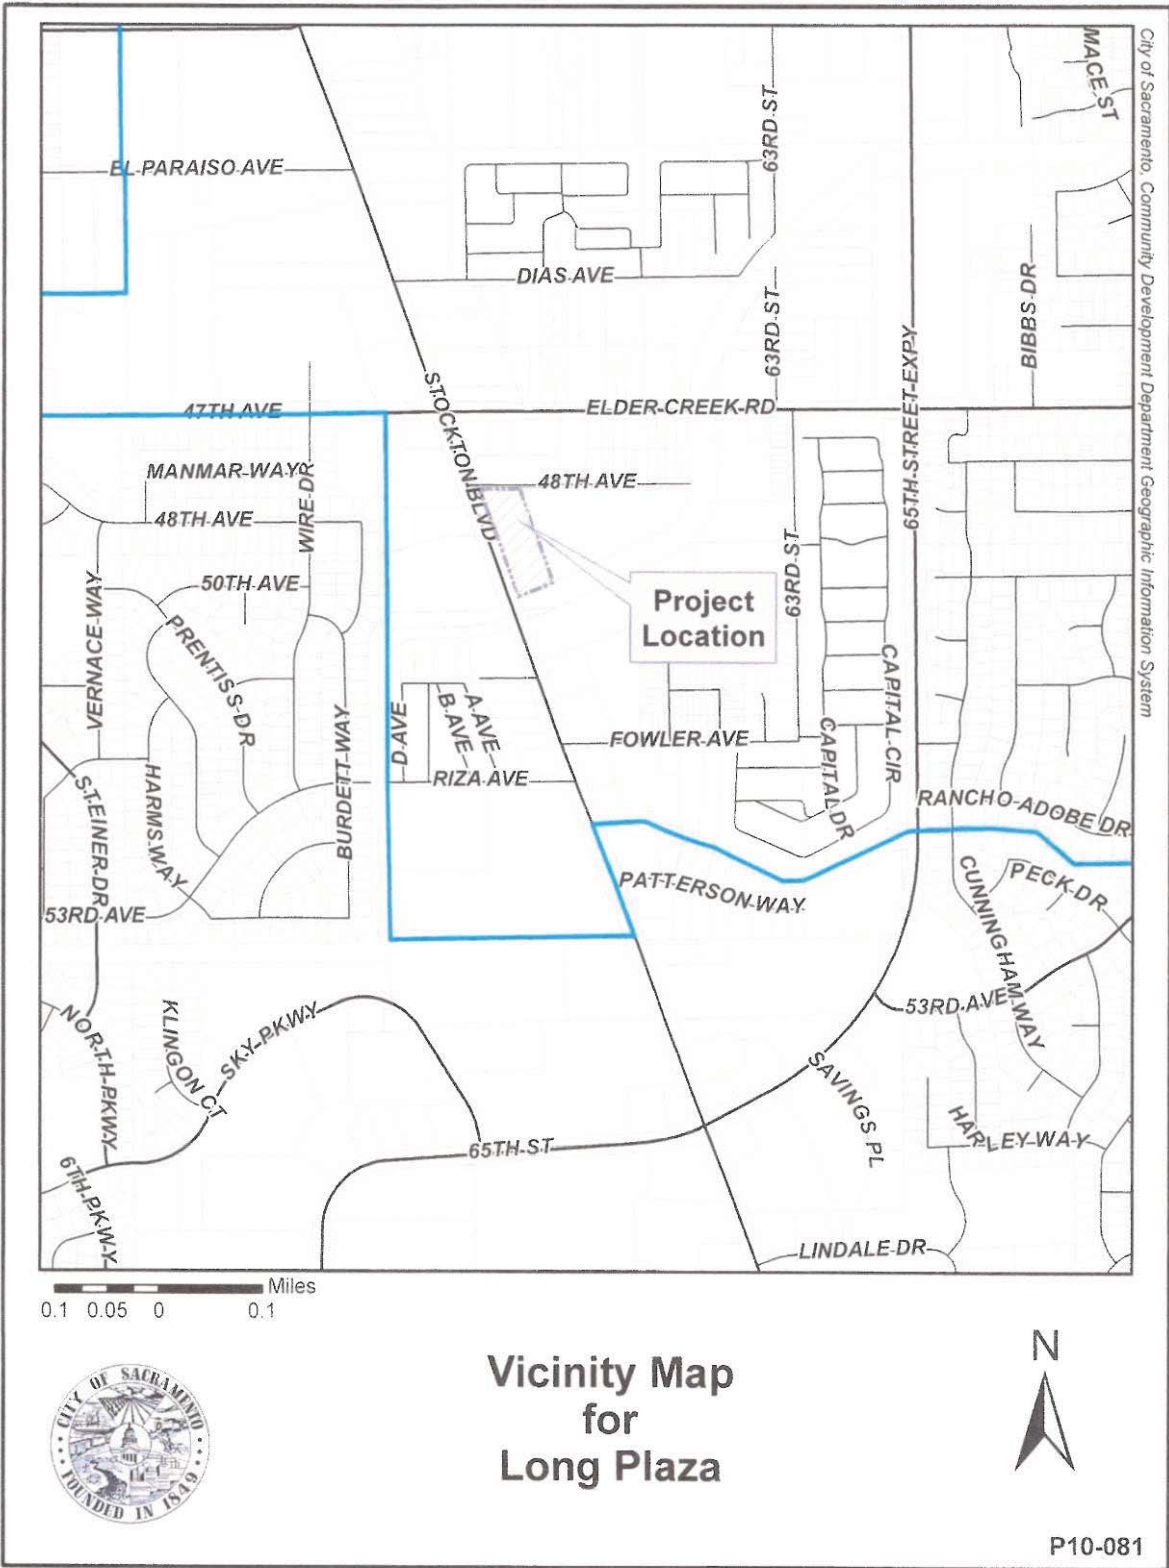 City of Sacramento, Community Development Department Geographic Information System
MACE ST
63RD ST
EL PARAISO AVE
DIAS AVE
BIBBS DR
63RD ST
65TH STREET EXPY
STOCKTON BLVD
47TH AVE
ELDER CREEK RD
MANMAR WAY
WIRE DR
48TH AVE
48TH AVE
63RD ST
50TH AVE
VERNACE WAY
PRENTISS DR
Project
Location
CAPITAL CIR
BURDETT WAY
D AVE
B AVE
A AVE
CAPITAL DR
FOWLER AVE
HARMS WAY
STEINER DR
RIZA AVE
RANCHO ADOBE DR
PATTERSON WAY
CUNNINGHAM WAY
PECK DR
53RD AVE
53RD AVE
NORTH PKWY
KLINGON CT
SKY PKWY
SAVINGS PL
HARLEY WAY
65TH ST
6TH PKWY
LINDALE DR
Miles
0.1 0.05 0 0.1
Vicinity Map
for
Long Plaza
N
CITY OF SACRAMENTO
FOUNDED IN 1849
P10-081